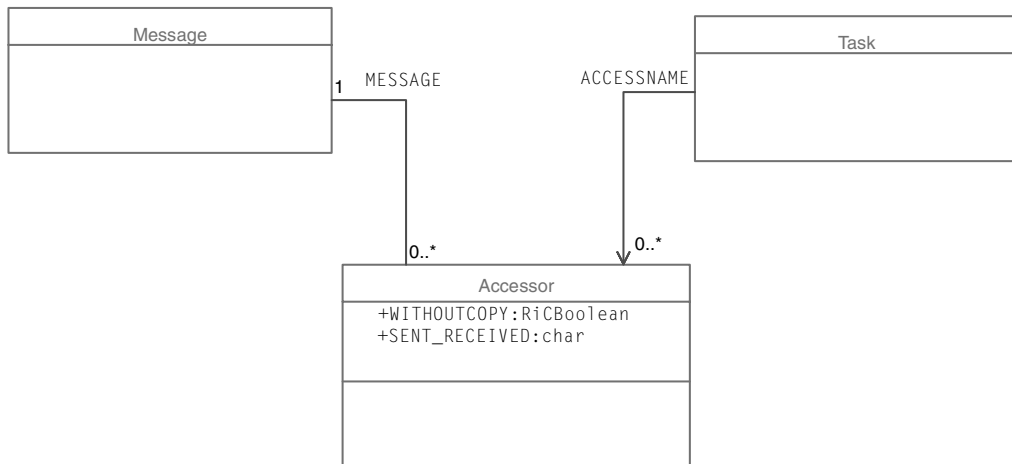 Message
Task
1
MESSAGE
ACCESSNAME
0..*
0..*
Accessor
+WITHOUTCOPY:RiCBoolean
+SENT_RECEIVED:char